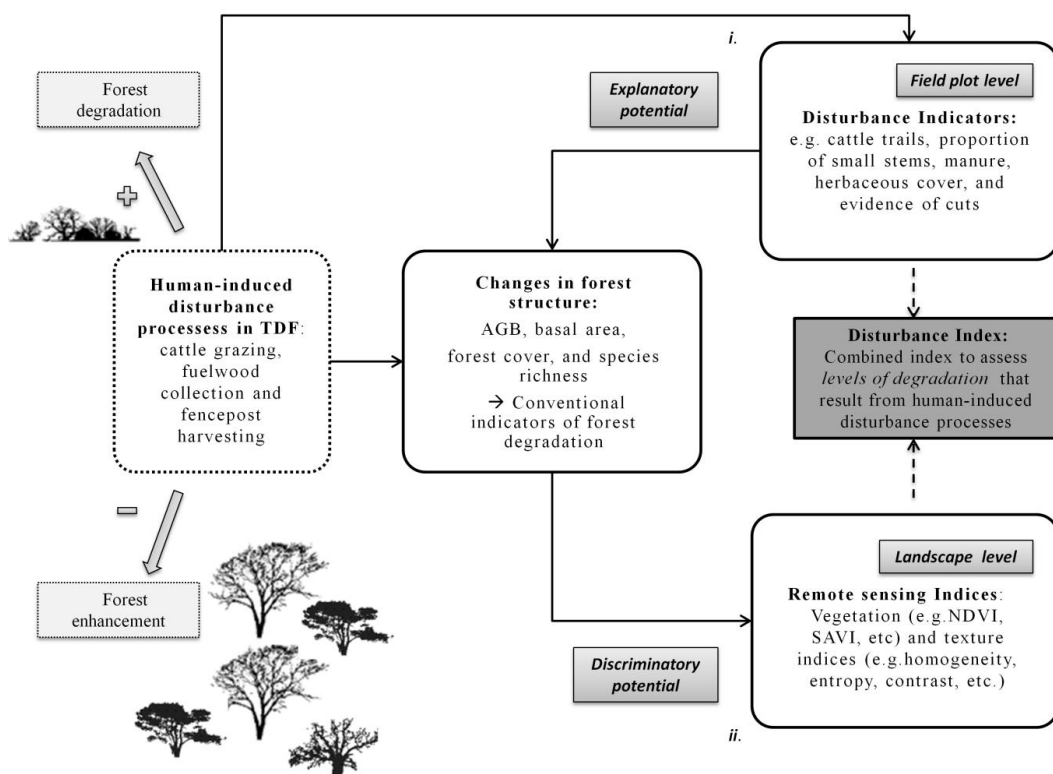 i.
Forest
degradation
+
Explanatory
potential
Field plot level
Disturbance Indicators:
e.g. cattle trails, proportion
of small stems, manure,
herbaceous cover, and
evidence of cuts
Human-induced
disturbance
processess in TDF:
cattle grazing,
fuelwood
collection and
fencepost
harvesting
Changes in forest
structure:
AGB, basal area,
forest cover, and species
richness
→ Conventional
indicators of forest
degradation
Disturbance Index:
Combined index to assess
levels of degradation that
result from human-induced
disturbance processes
−
Forest
enhancement
Landscape level
Remote sensing Indices:
Vegetation (e.g.NDVI,
SAVI, etc) and texture
indices (e.g.homogeneity,
entropy, contrast, etc.)
Discriminatory
potential
ii.